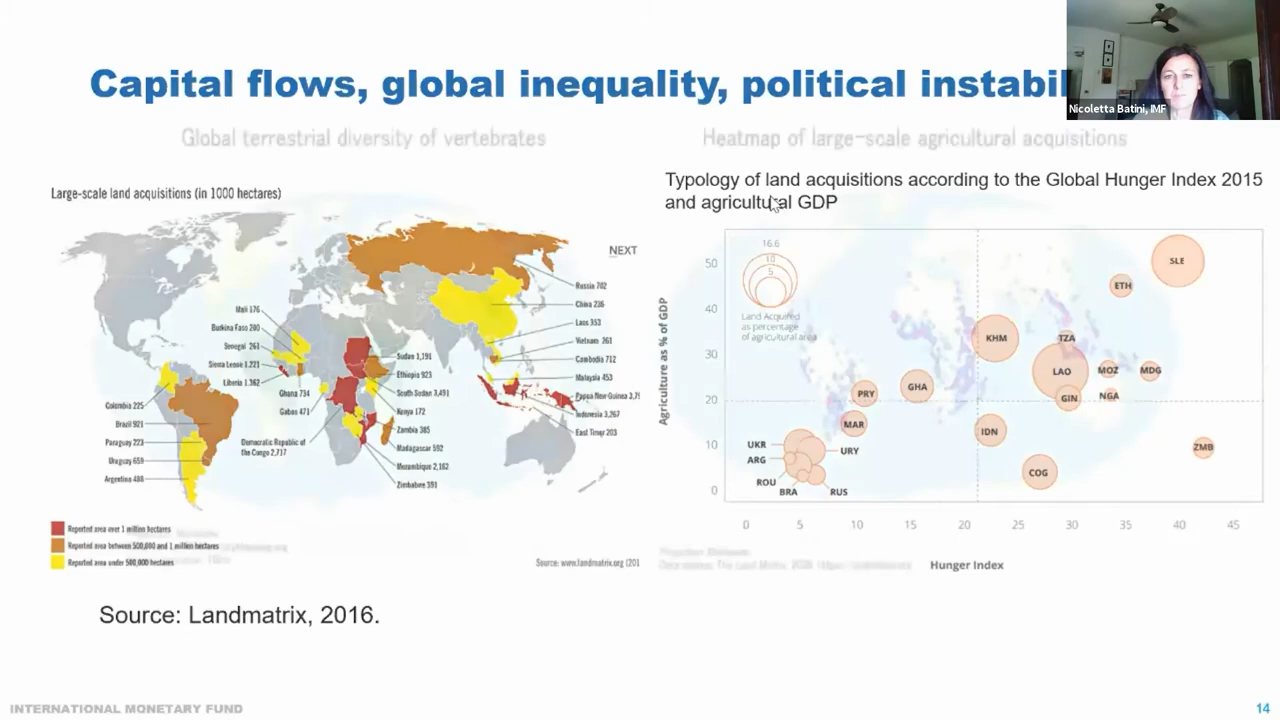 Capital flows, global inequality, political instabil
Nicoletta Batini, IMF
Global terrestrial diversity of vertebrates
Heatmap of large-scale agricultural acquisitions
Large-scale land acquisitions (in 1000 hectares)
NEXT
Russia 702
China 236
Laos 353
Vietnam 261
Cambodia 712
Malaysia 453
Papua New-Guinea
Indonesia 3,267
East Timor 203
Mali 176
Burkina Faso 200
Senegal 261
Sierra Leone 1,221
Liberia 1,362
Ghana 734
Gabas 471
Democratic Republic of
the Congo 2,717
Sudan 1,191
Ethiopia 923
South Sudan 3,491
Kenya 172
Zambia 385
Madagascar 592
Mozambique 2,182
Zimbabwe 391
Colombia 225
Brazil 921
Paraguay 223
Uruguay 659
Argentina 488
Reported area over 1 million hectares
Reported area between 500,000 and 1 million hectares
Reported area under 500,000 hectares
Source: www.landmatrix.org (201
Typology of land acquisitions according to the Global Hunger Index 2015
and agricultural GDP
16.6
10
5
Land Acquired
as percentage
of agricultural area
Agriculture as % of GDP
50
40
30
20
10
0
SLE
ETH
KHM
TZA
LAO
MOZ
MDG
PRY
GHA
GIN
NGA
MAR
IDN
UKR
URY
ZMB
ARG
COG
ROU
BRA
RUS
0 5 10 15 20 25 30 35 40 45
Hunger Index
Source: Landmatrix, 2016.
INTERNATIONAL MONETARY FUND
14